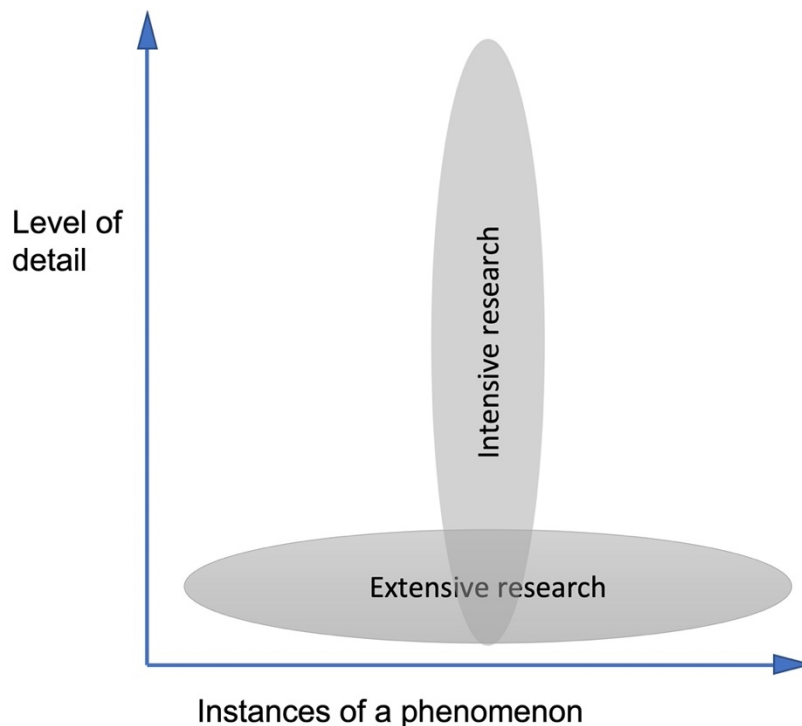 Level of
detail
Intensive research
Extensive research
Instances of a phenomenon